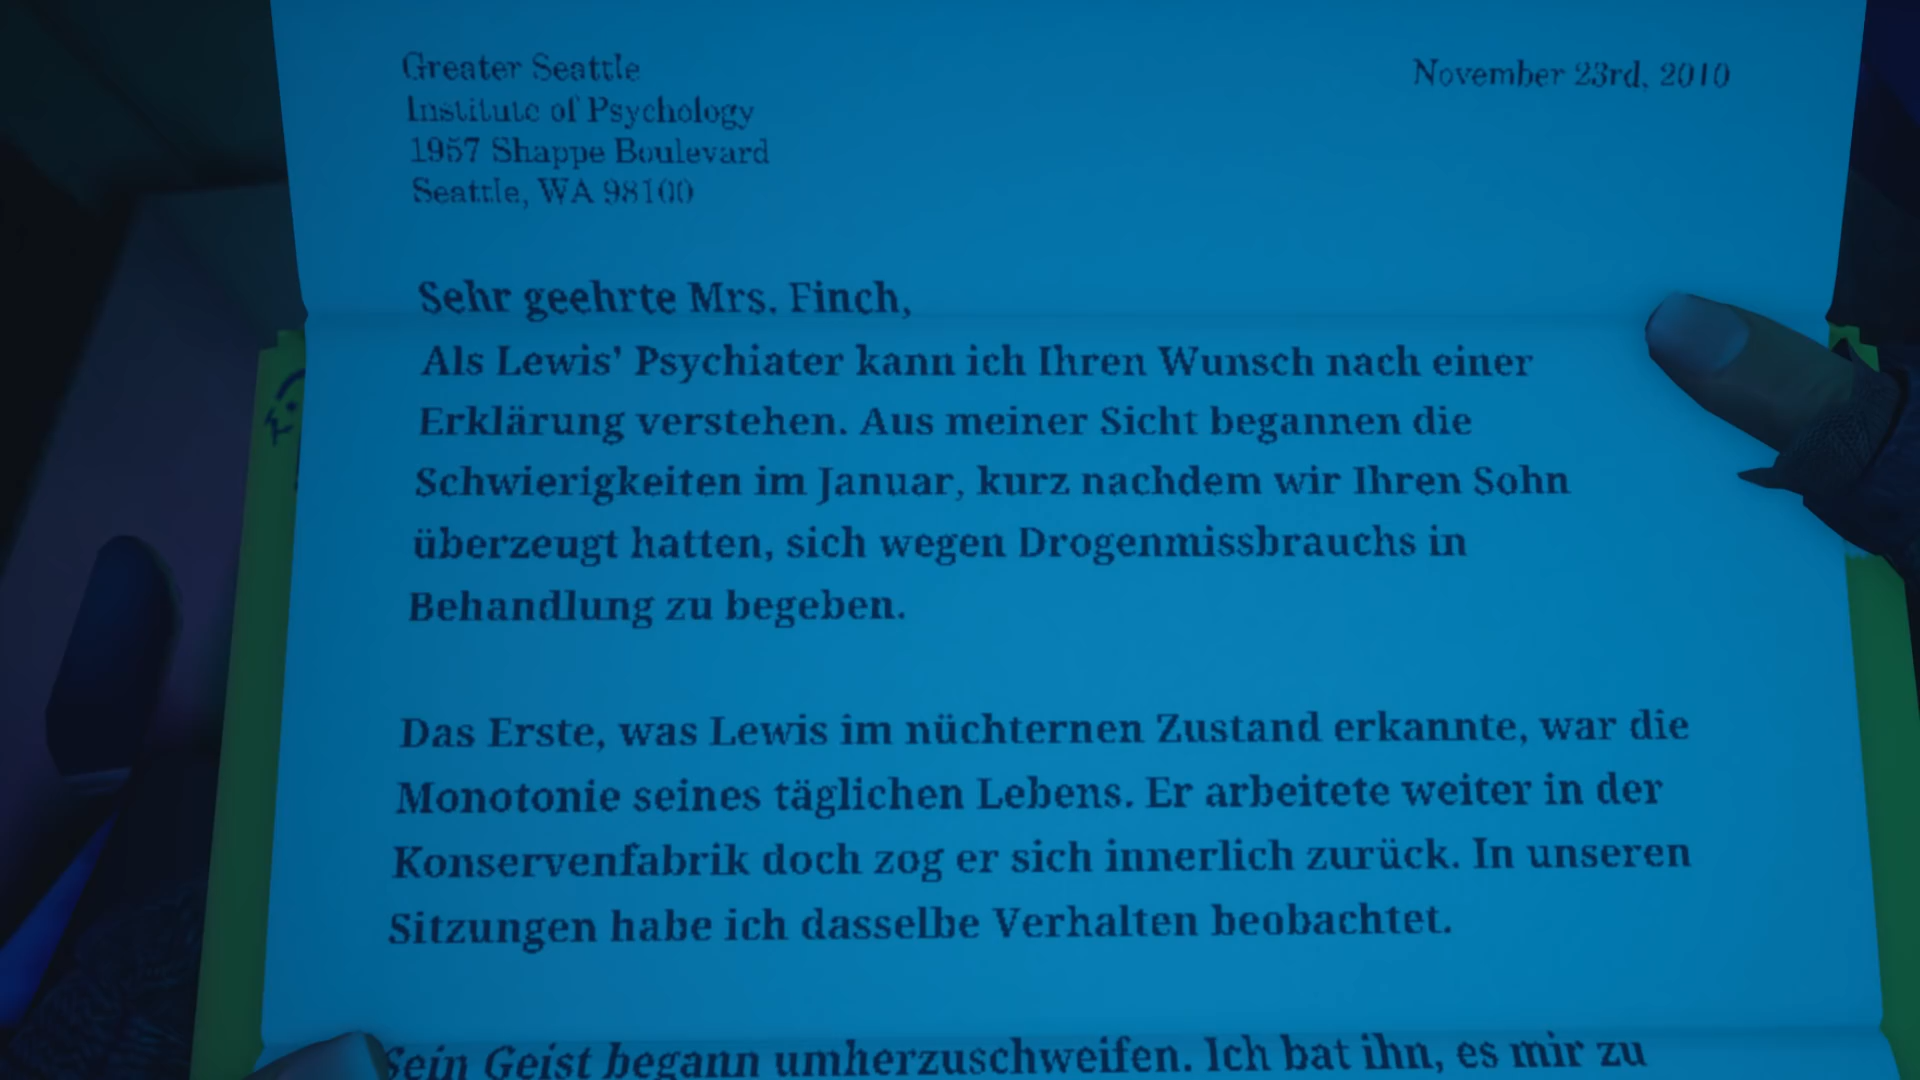 Greater Seattle
Institute of Psychology
1957 Shappe Boulevard
Seattle, WA 98100
November 23rd, 2010
Sehr geehrte Mrs. Finch,
Als Lewis' Psychiater kann ich Ihren Wunsch nach einer
Erklärung verstehen. Aus meiner Sicht begannen die
Schwierigkeiten im Januar, kurz nachdem wir Ihren Sohn
überzeugt hatten, sich wegen Drogenmissbrauchs in
Behandlung zu begeben.
Das Erste, was Lewis im nüchternen Zustand erkannte, war die
Monotonie seines täglichen Lebens. Er arbeitete weiter in der
Konservenfabrik doch zog er sich innerlich zurück. In unseren
Sitzungen habe ich dasselbe Verhalten beobachtet.
Sein Geist begann umherzuschweifen. Ich bat ihn, es mir zu